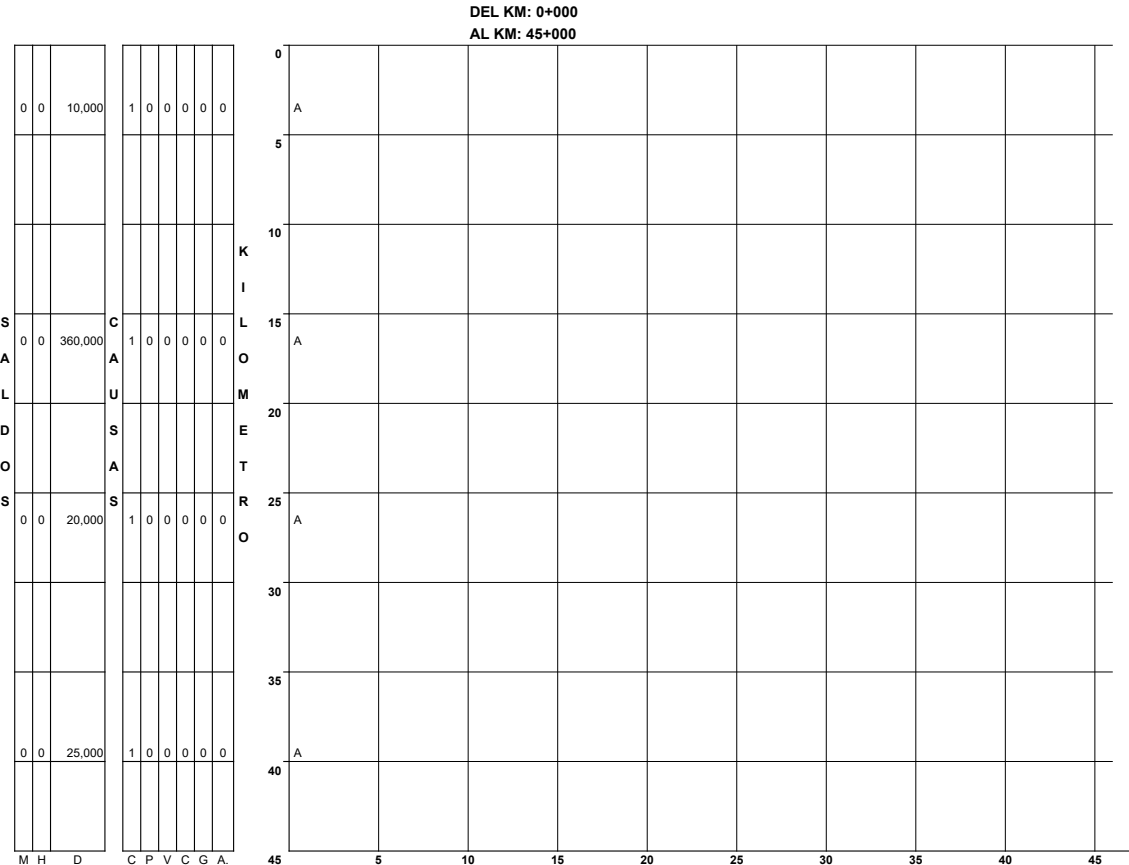 DEL KM: 0+000
AL KM: 45+000
0
0 0 10,000 1 0 0 0 0 0 A
5
10
K
I
S C L 15
0 0 360,000 1 0 0 0 0 0 A
A A O
L U M
20
D S E
O A T
S S R 25
0 0 20,000 1 0 0 0 0 0 A
O
30
35
0 0 25,000 1 0 0 0 0 0 A
40
M H D C P V C G A. 45 5 10 15 20 25 30 35 40 45